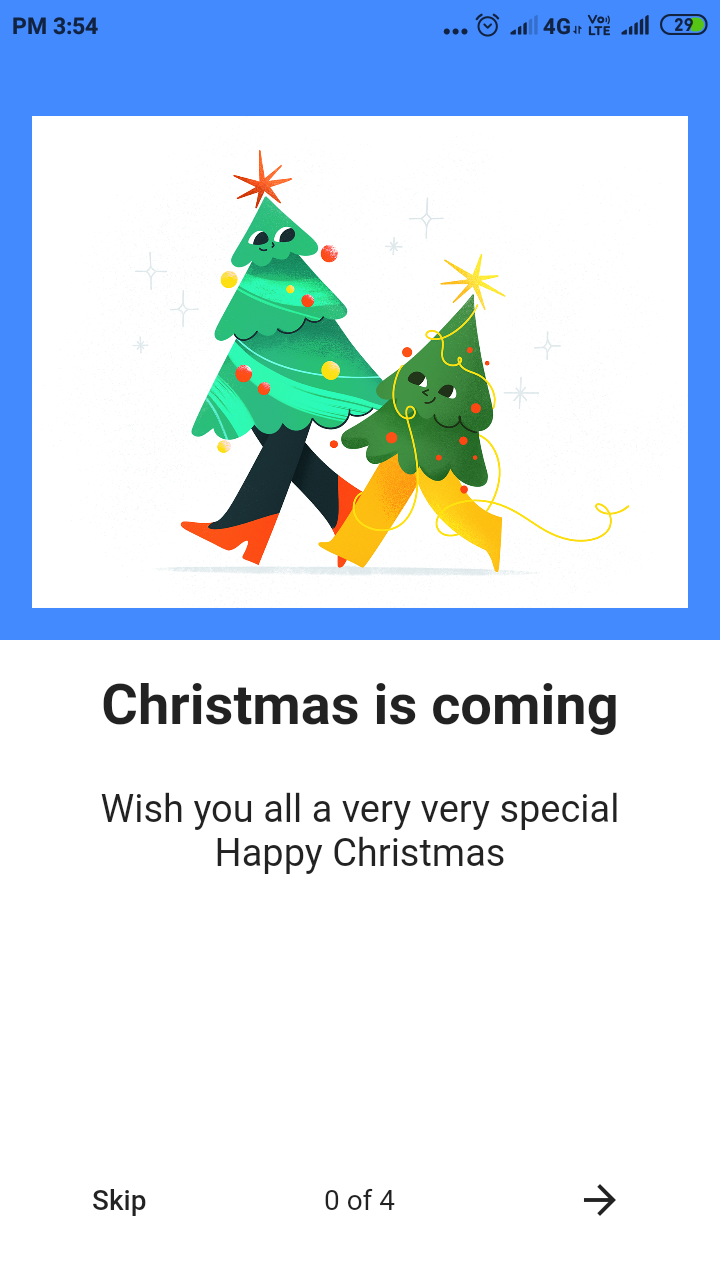 PM 3:54
4G
Vo))
LTE
29
Christmas is coming
Wish you all a very very special
Happy Christmas
Skip
0 of 4